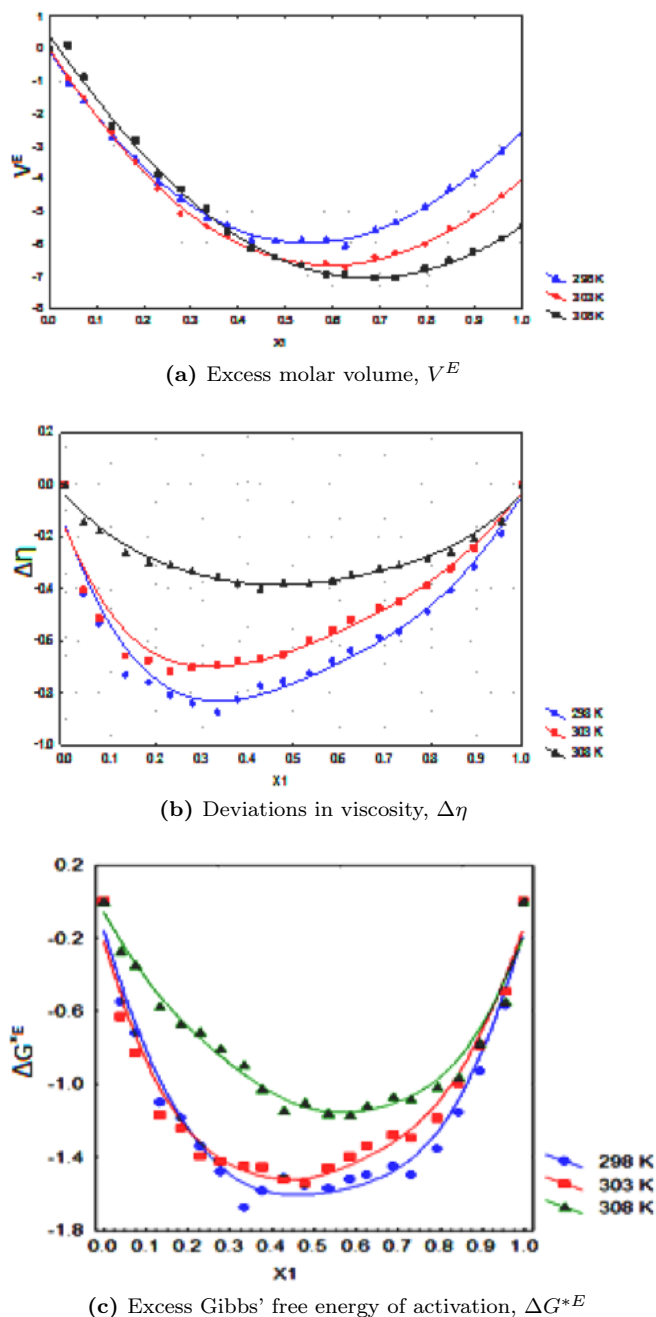 1
0
-1
-2
-3
-4
-5
-6
-7
-8
V^E
0.0 0.1 0.2 0.3 0.4 0.5 0.6 0.7 0.8 0.9 1.0
298K
303K
308K
(a) Excess molar volume, V^E
0.2
0.0
-0.2
-0.4
-0.6
-0.8
-1.0
Δη
0.0 0.1 0.2 0.3 0.4 0.5 0.6 0.7 0.8 0.9 1.0
X1
298 K
303 K
308 K
(b) Deviations in viscosity, Δη
0.2
-0.2
-0.6
-1.0
-1.4
-1.8
ΔG*^E
0.0 0.1 0.2 0.3 0.4 0.5 0.6 0.7 0.8 0.9 1.0
X1
298 K
303 K
308 K
(c) Excess Gibbs' free energy of activation, ΔG*^E